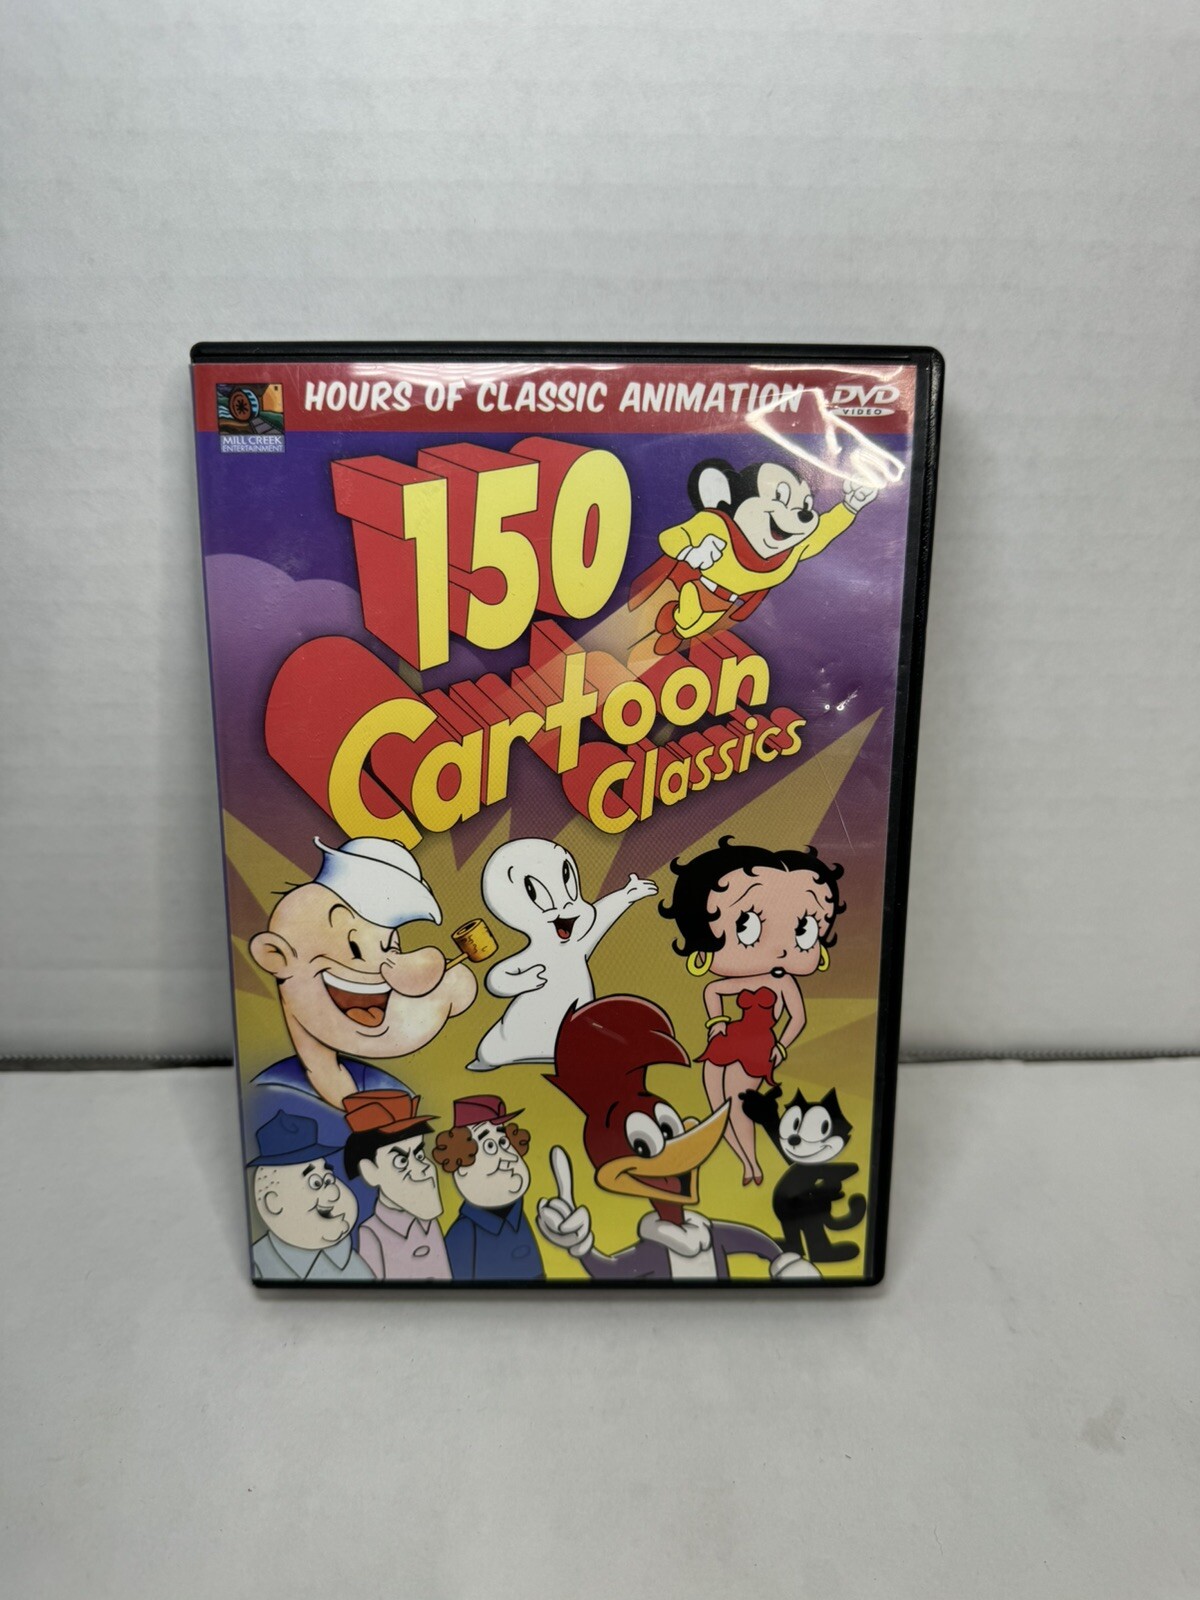 HOURS OF CLASSIC ANIMATION
DVD
VIDEO
MILL CREEK
ENTERTAINMENT
150
Cartoon
Classics